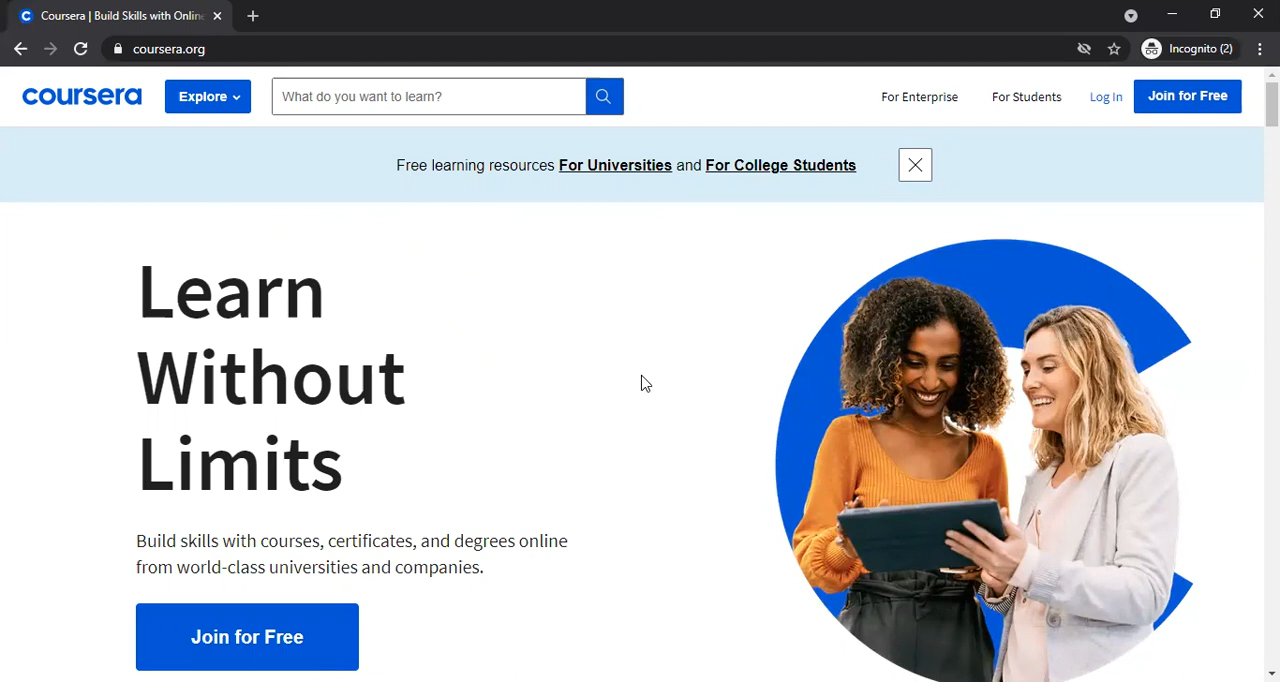 Coursera | Build Skills with Online
coursera.org
Incognito (2)
coursera
Explore
What do you want to learn?
For Enterprise
For Students
Log In
Join for Free
Free learning resources For Universities and For College Students
Learn
Without
Limits
Build skills with courses, certificates, and degrees online
from world-class universities and companies.
Join for Free